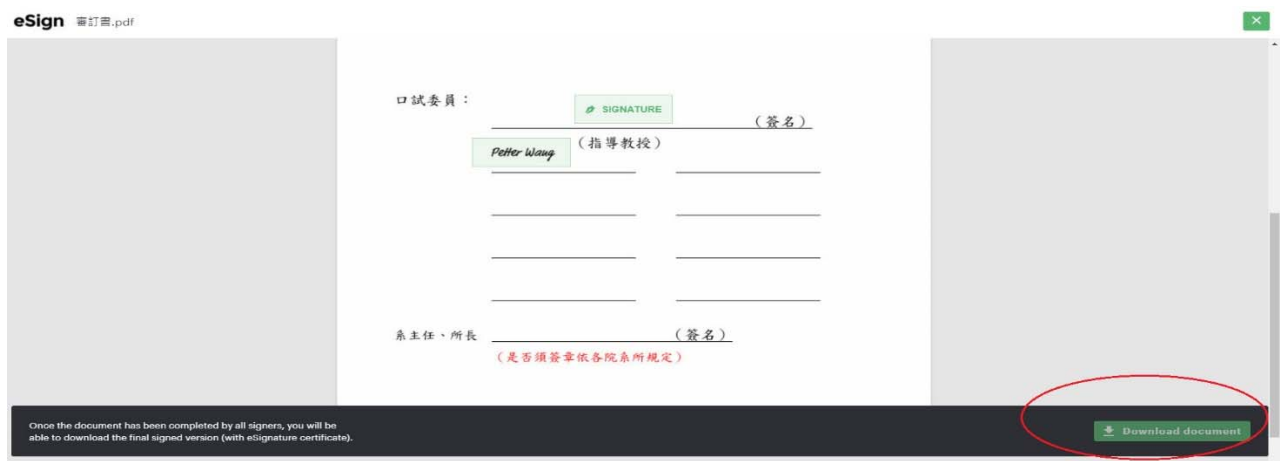 eSign 審訂書.pdf
口試委員：
SIGNATURE
（簽名）
（指導教授）
Petter Wang
系主任、所長
（簽名）
（是否須簽章依各院系所規定）
Once the document has been completed by all signers, you will be
able to download the final signed version (with eSignature certificate).
Download document